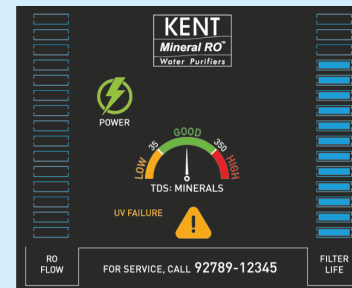 KENT
Mineral RO™
Water Purifiers
POWER
GOOD
35
350
LOW
HIGH
TDS: MINERALS
UV FAILURE
RO
FLOW
FOR SERVICE, CALL 92789-12345
FILTER
LIFE